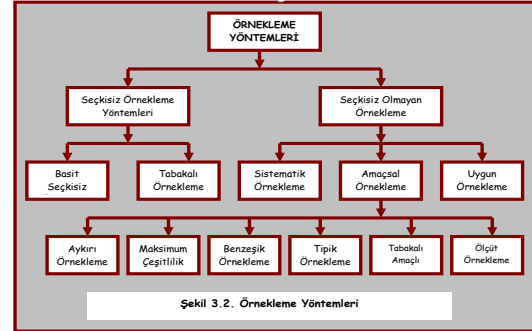 ÖRNEKLEME
YÖNTEMLERİ
Seçkisiz Örnekleme
Yöntemleri
Seçkisiz Olmayan
Örnekleme
Basit
Seçkisiz
Tabakalı
Örnekleme
Sistematik
Örnekleme
Amaçsal
Örnekleme
Uygun
Örnekleme
Aykırı
Örnekleme
Maksimum
Çeşitlilik
Benzeşik
Örnekleme
Tipik
Örnekleme
Tabakalı
Amaçlı
Ölçüt
Örnekleme
Şekil 3.2. Örnekleme Yöntemleri